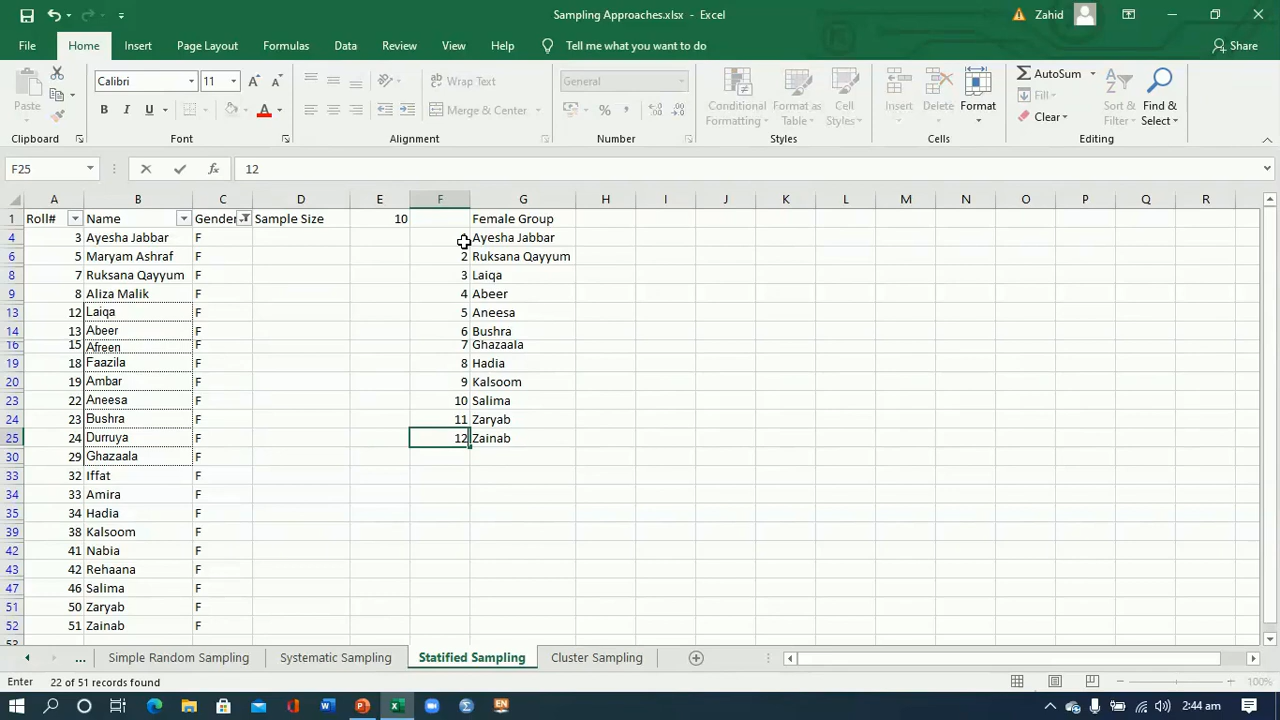 Sampling Approaches.xlsx - Excel
Zahid
File Home Insert Page Layout Formulas Data Review View Help Tell me what you want to do Share
Calibri 11 Wrap Text General AutoSum
Paste Merge & Center Conditional Formatting Format as Table Cell Styles Insert Delete Format Fill Sort & Filter Find & Select
Clear
Clipboard Font Alignment Number Styles Cells Editing
F25 12
A B C D E F G H I J K L M N O P Q R
1 Roll# Name Gender Sample Size 10 Female Group
4 3 Ayesha Jabbar F Ayesha Jabbar
6 5 Maryam Ashraf F 2 Ruksana Qayyum
8 7 Ruksana Qayyum F 3 Laiqa
9 8 Aliza Malik F 4 Abeer
13 12 Laiqa F 5 Aneesa
14 13 Abeer F 6 Bushra
16 15 Afreen F 7 Ghazaala
19 18 Faazila F 8 Hadia
20 19 Ambar F 9 Kalsoom
23 22 Aneesa F 10 Salima
24 23 Bushra F 11 Zaryab
25 24 Durruya F 12 Zainab
30 29 Ghazaala F
33 32 Iffat F
34 33 Amira F
35 34 Hadia F
39 38 Kalsoom F
42 41 Nabia F
43 42 Rehaana F
47 46 Salima F
51 50 Zaryab F
52 51 Zainab F
53
... Simple Random Sampling Systematic Sampling Statified Sampling Cluster Sampling
Enter 22 of 51 records found 100%
2:44 am